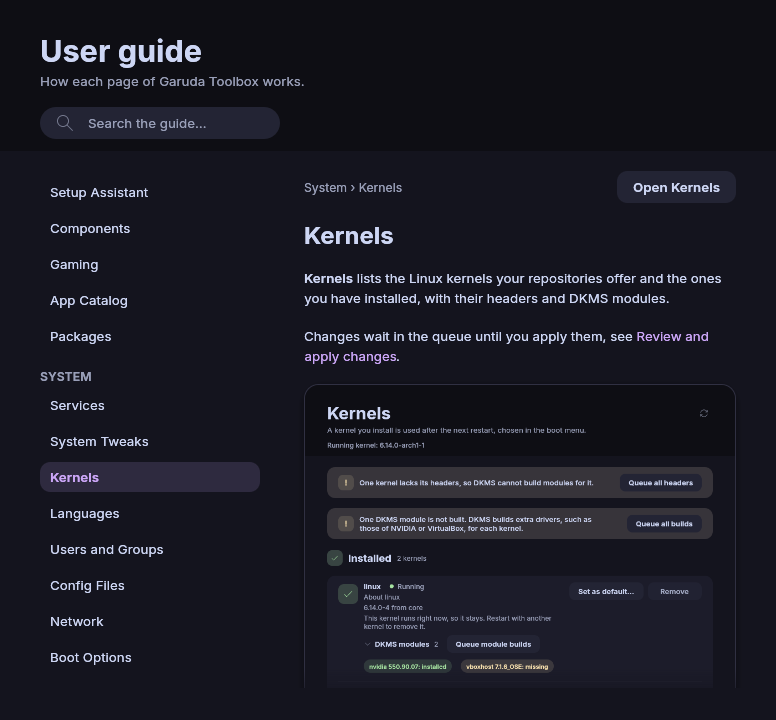 User guide
How each page of Garuda Toolbox works.
Search the guide...
Setup Assistant
Components
Gaming
App Catalog
Packages
SYSTEM
Services
System Tweaks
Kernels
Languages
Users and Groups
Config Files
Network
Boot Options
System › Kernels
Open Kernels
Kernels
Kernels lists the Linux kernels your repositories offer and the ones
you have installed, with their headers and DKMS modules.
Changes wait in the queue until you apply them, see Review and
apply changes.
Kernels
A kernel you install is used after the next restart, chosen in the boot menu.
Running kernel: 6.14.0-arch1-1
One kernel lacks its headers, so DKMS cannot build modules for it.
Queue all headers
One DKMS module is not built. DKMS builds extra drivers, such as
those of NVIDIA or VirtualBox, for each kernel.
Queue all builds
Installed 2 kernels
linux Running
Set as default...
Remove
About linux
6.14.0-4 from core
This kernel runs right now, so it stays. Restart with another
kernel to remove it.
DKMS modules 2
Queue module builds
nvidia 550.90.07: installed
vboxhost 7.1.6_OSE: missing